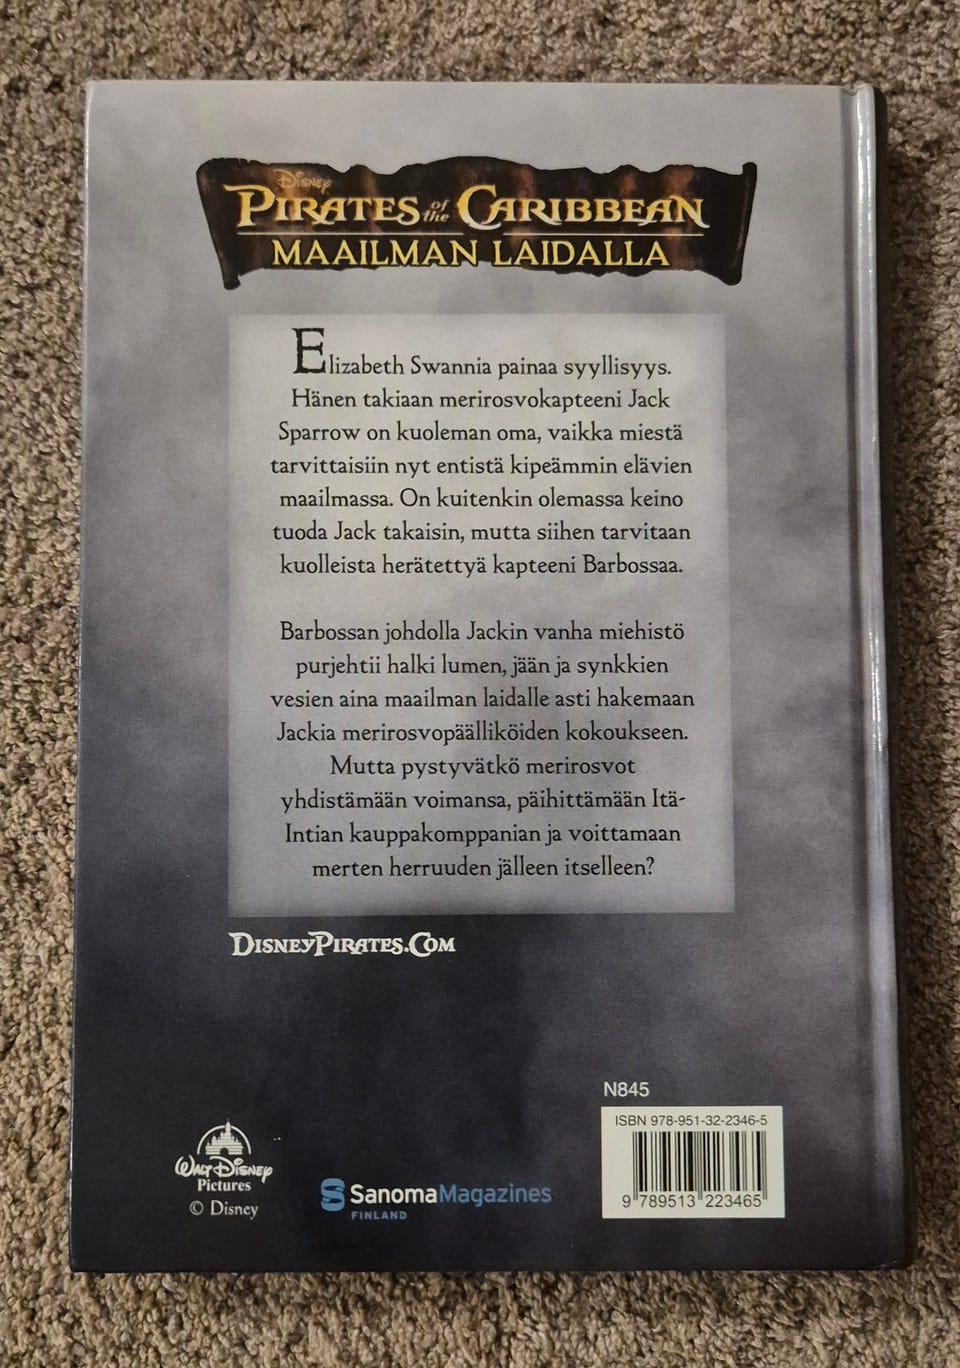 Disney
PIRATES of the CARIBBEAN
MAAILMAN LAIDALLA
Elizabeth Swannia painaa syyllisyys.
Hänen takiaan merirosvokapteeni Jack
Sparrow on kuoleman oma, vaikka miestä
tarvittaisiin nyt entistä kipeämmin elävien
maailmassa. On kuitenkin olemassa keino
tuoda Jack takaisin, mutta siihen tarvitaan
kuolleista herätettyä kapteeni Barbossaa.
Barbossan johdolla Jackin vanha miehistö
purjehtii halki lumen, jään ja synkkien
vesien aina maailman laidalle asti hakemaan
Jackia merirosvopäälliköiden kokoukseen.
Mutta pystyvätkö merirosvot
yhdistämään voimansa, päihittämään Itä-
Intian kauppakomppanian ja voittamaan
merten herruuden jälleen itselleen?
DISNEYPIRATES.COM
N845
ISBN 978-951-32-2346-5
9 789513 223465
WALT DISNEY
Pictures
© Disney
SanomaMagazines
FINLAND